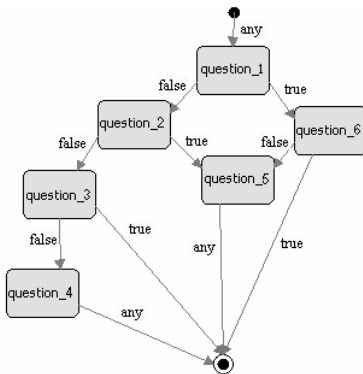 any
question_1
false
true
question_2
question_6
false
true
false
question_3
question_5
false
true
any
true
question_4
any